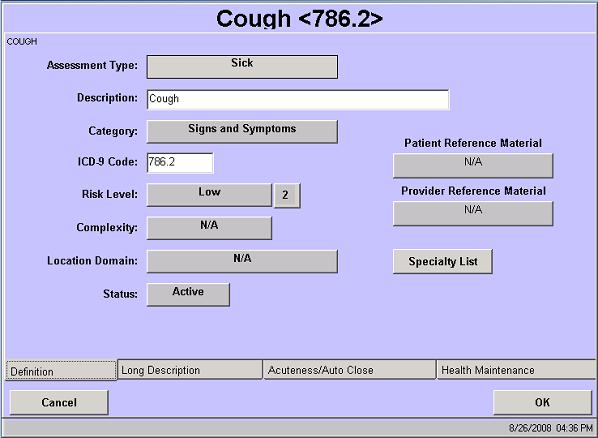 Cough <786.2>
COUGH
Assessment Type: Sick
Description: Cough
Category: Signs and Symptoms
Patient Reference Material
ICD-9 Code: 786.2 N/A
Risk Level: Low 2 Provider Reference Material
Complexity: N/A N/A
Location Domain: N/A Specialty List
Status: Active
Definition Long Description Acuteness/Auto Close Health Maintenance
Cancel OK
8/26/2008 04:36 PM